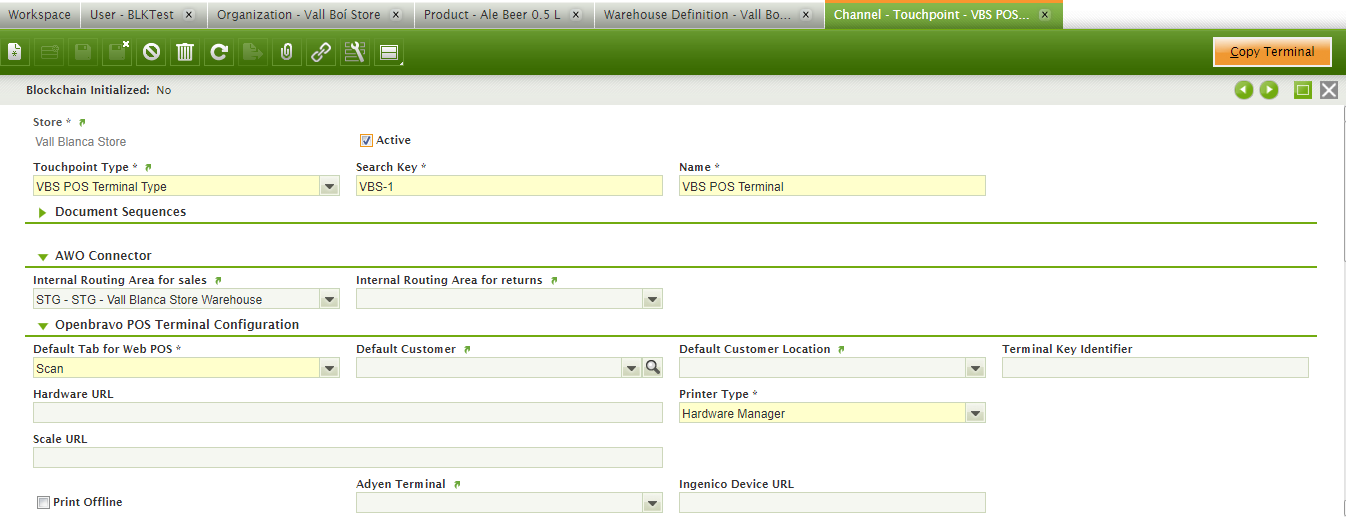 Workspace
User - BLKTest
Organization - Vall Boí Store
Product - Ale Beer 0.5 L
Warehouse Definition - Vall Bo...
Channel - Touchpoint - VBS POS...
Copy Terminal
Blockchain Initialized: No
Store *
Vall Blanca Store
Active
Touchpoint Type * Search Key * Name *
VBS POS Terminal Type VBS-1 VBS POS Terminal
Document Sequences
AWO Connector
Internal Routing Area for sales Internal Routing Area for returns
STG - STG - Vall Blanca Store Warehouse
Openbravo POS Terminal Configuration
Default Tab for Web POS * Default Customer Default Customer Location Terminal Key Identifier
Scan
Hardware URL Printer Type *
Hardware Manager
Scale URL
Adyen Terminal Ingenico Device URL
Print Offline